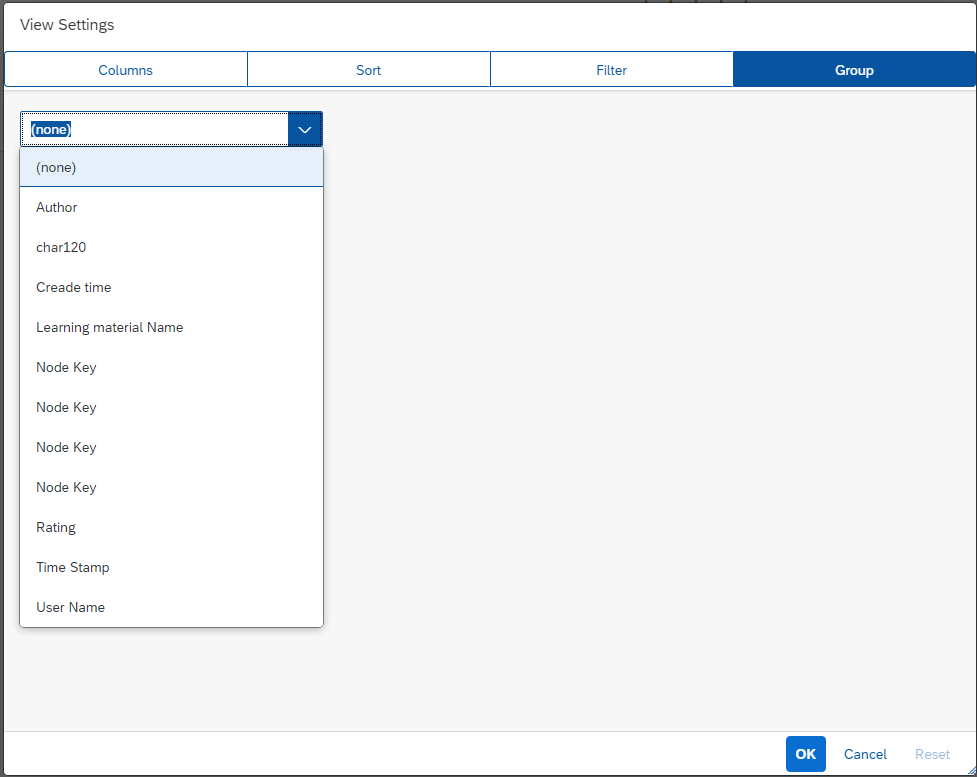 View Settings
Columns Sort Filter Group
(none)
(none)
Author
char120
Creade time
Learning material Name
Node Key
Node Key
Node Key
Node Key
Rating
Time Stamp
User Name
OK Cancel Reset